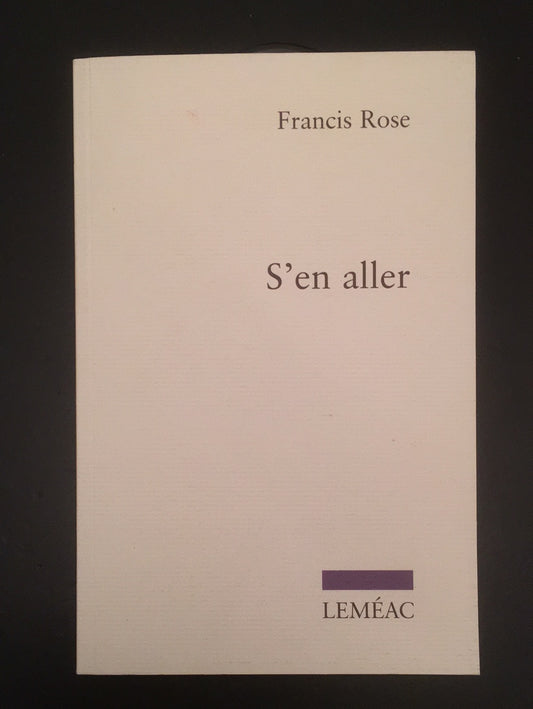 Francis Rose
S’en aller
LEMÉAC